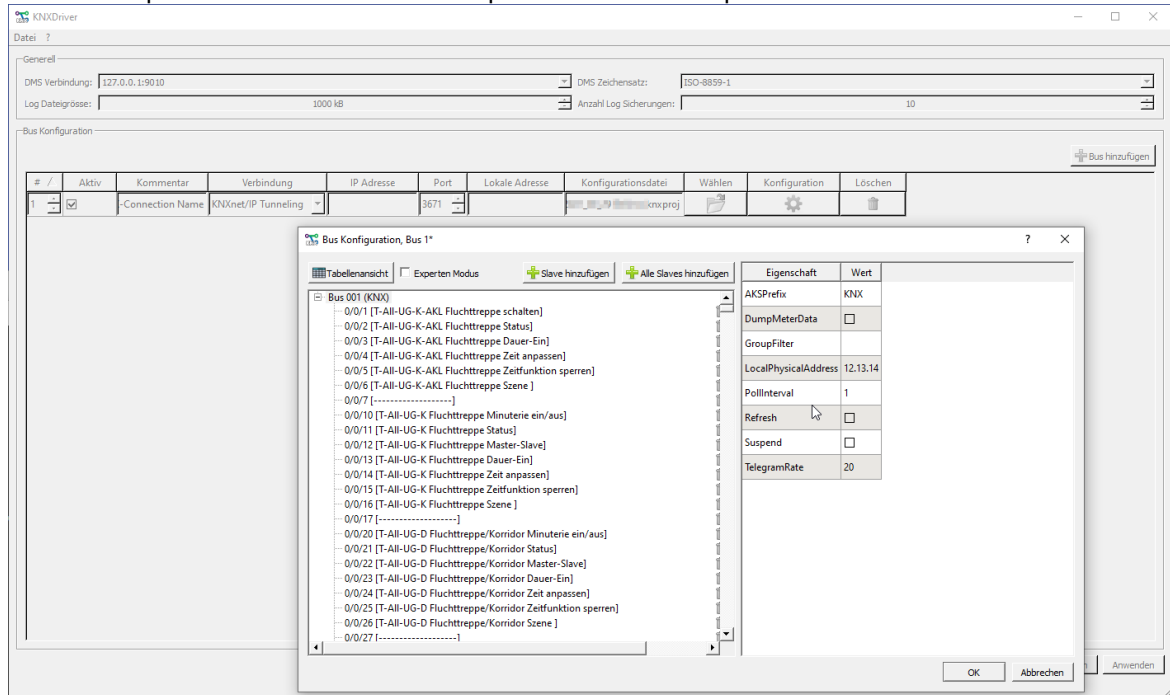 KNXDriver
Datei ?
Generell
DMS Verbindung: 127.0.0.1:9010 DMS Zeichensatz: ISO-8859-1
Log Dateigrösse: 1000 kB Anzahl Log Sicherungen: 10
Bus Konfiguration
Bus hinzufügen
# / Aktiv Kommentar Verbindung IP Adresse Port Lokale Adresse Konfigurationsdatei Wählen Konfiguration Löschen
1 -Connection Name KNXnet/IP Tunneling 3671 knxproj
Bus Konfiguration, Bus 1* ? X
Tabellenansicht Experten Modus Slave hinzufügen Alle Slaves hinzufügen
Bus 001 (KNX)
0/0/1 [T-All-UG-K-AKL Fluchttreppe schalten]
0/0/2 [T-All-UG-K-AKL Fluchttreppe Status]
0/0/3 [T-All-UG-K-AKL Fluchttreppe Dauer-Ein]
0/0/4 [T-All-UG-K-AKL Fluchttreppe Zeit anpassen]
0/0/5 [T-All-UG-K-AKL Fluchttreppe Zeitfunktion sperren]
0/0/6 [T-All-UG-K-AKL Fluchttreppe Szene ]
0/0/7 [-------------------]
0/0/10 [T-All-UG-K Fluchttreppe Minuterie ein/aus]
0/0/11 [T-All-UG-K Fluchttreppe Status]
0/0/12 [T-All-UG-K Fluchttreppe Master-Slave]
0/0/13 [T-All-UG-K Fluchttreppe Dauer-Ein]
0/0/14 [T-All-UG-K Fluchttreppe Zeit anpassen]
0/0/15 [T-All-UG-K Fluchttreppe Zeitfunktion sperren]
0/0/16 [T-All-UG-K Fluchttreppe Szene ]
0/0/17 [-------------------]
0/0/20 [T-All-UG-D Fluchttreppe/Korridor Minuterie ein/aus]
0/0/21 [T-All-UG-D Fluchttreppe/Korridor Status]
0/0/22 [T-All-UG-D Fluchttreppe/Korridor Master-Slave]
0/0/23 [T-All-UG-D Fluchttreppe/Korridor Dauer-Ein]
0/0/24 [T-All-UG-D Fluchttreppe/Korridor Zeit anpassen]
0/0/25 [T-All-UG-D Fluchttreppe/Korridor Zeitfunktion sperren]
0/0/26 [T-All-UG-D Fluchttreppe/Korridor Szene ]
0/0/27 [-------------------]
Eigenschaft Wert
AKSPrefix KNX
DumpMeterData
GroupFilter
LocalPhysicalAddress 12.13.14
PollInterval 1
Refresh
Suspend
TelegramRate 20
OK Abbrechen
Anwenden